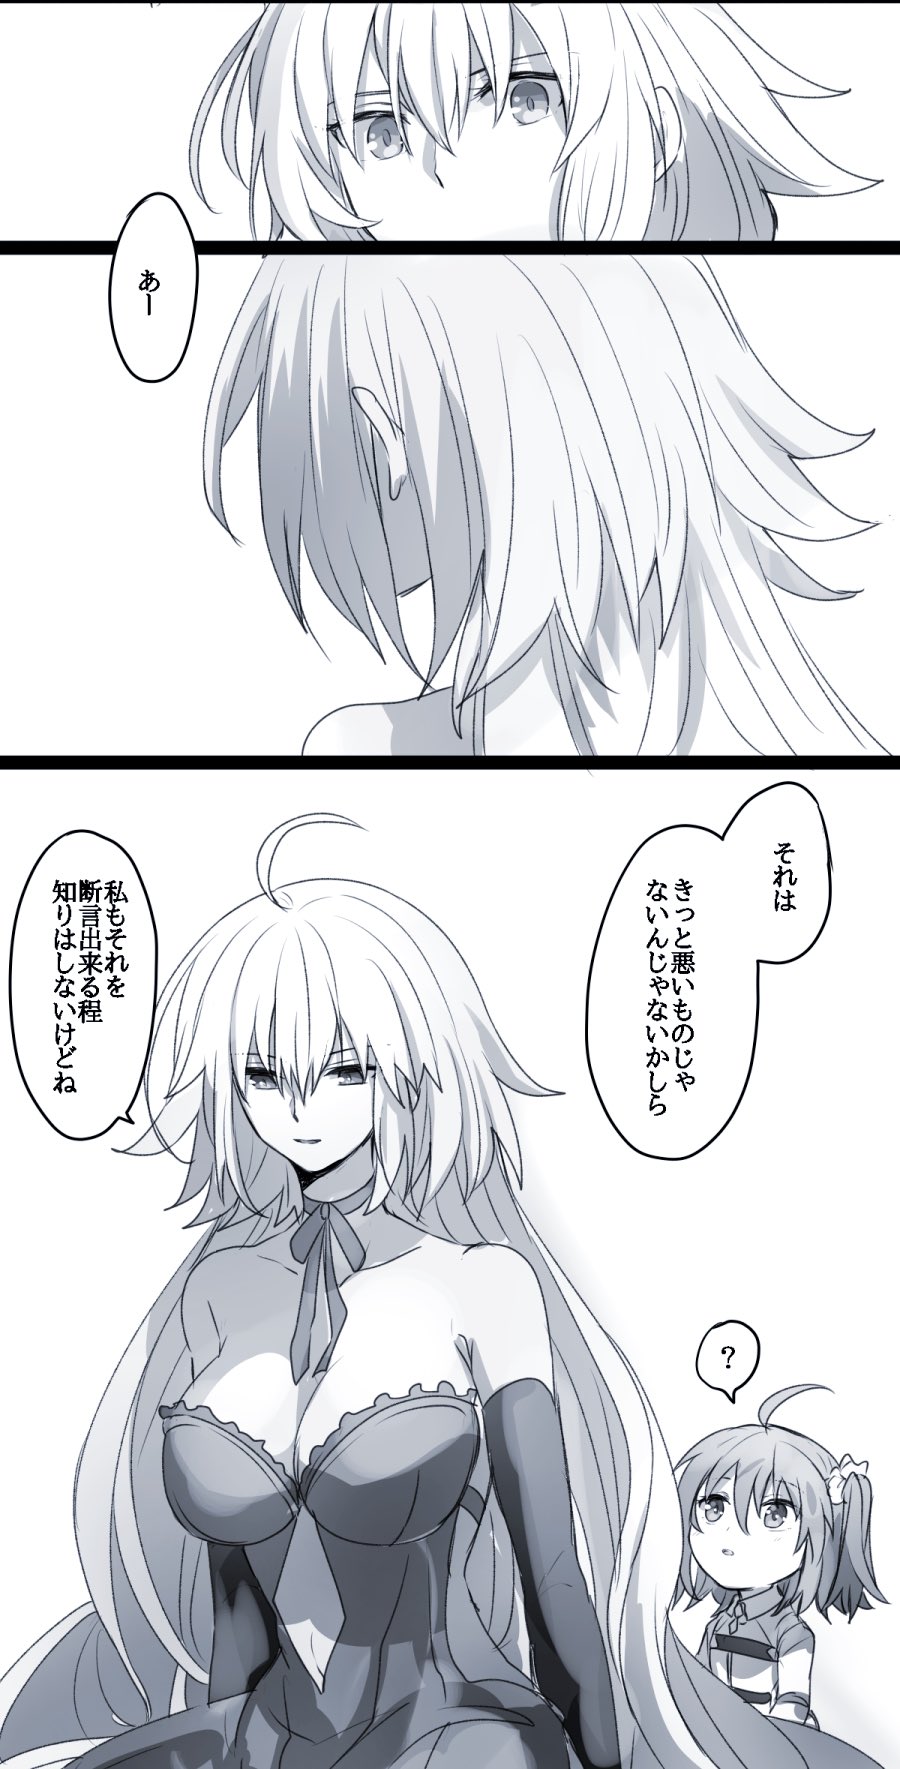 あー
それは
きっと悪いものじゃ
ないんじゃないかしら
私もそれを
断言出来る程
知りはしないけどね
?